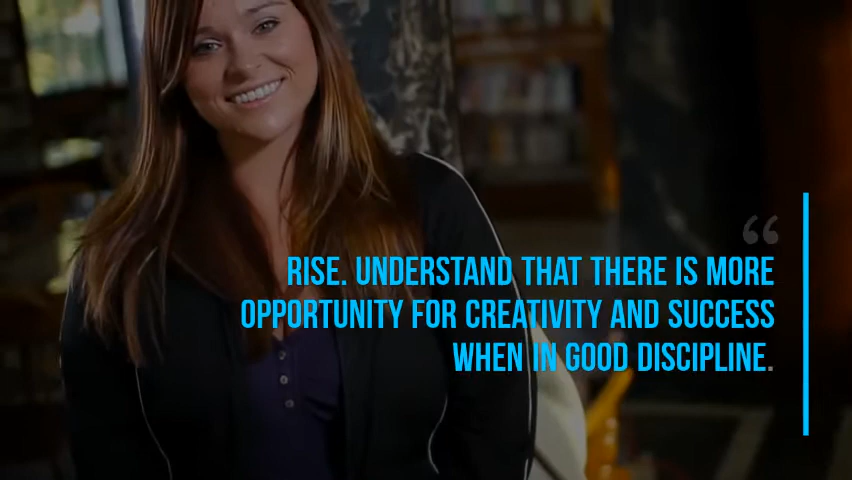 “
RISE. UNDERSTAND THAT THERE IS MORE
OPPORTUNITY FOR CREATIVITY AND SUCCESS
WHEN IN GOOD DISCIPLINE.